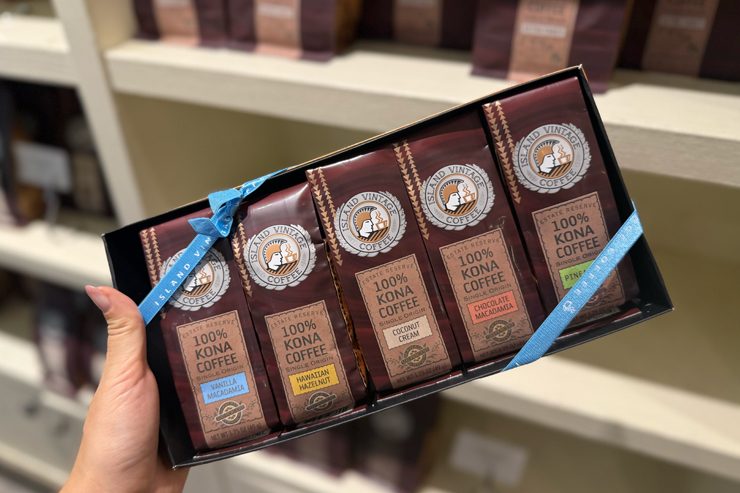 ISLAND VIN
COFFEE
ESTATE RESERVE
100%
KONA
COFFEE
SINGLE ORIGIN
VANILLA
MACADAMIA
ISLAND VINTAGE
COFFEE
ESTATE RESERVE
100%
KONA
COFFEE
SINGLE ORIGIN
HAWAIIAN
HAZELNUT
ISLAND VINTAGE
COFFEE
ESTATE RESERVE
100%
KONA
COFFEE
SINGLE ORIGIN
COCONUT
CREAM
ISLAND VINTAGE
COFFEE
ESTATE RESERVE
100%
KONA
COFFEE
SINGLE ORIGIN
CHOCOLATE
MACADAMIA
ISLAND VINTAGE
COFFEE
ESTATE RESERVE
100%
KONA
COFFEE
SINGLE ORIGIN
COFFEE
COFFEE